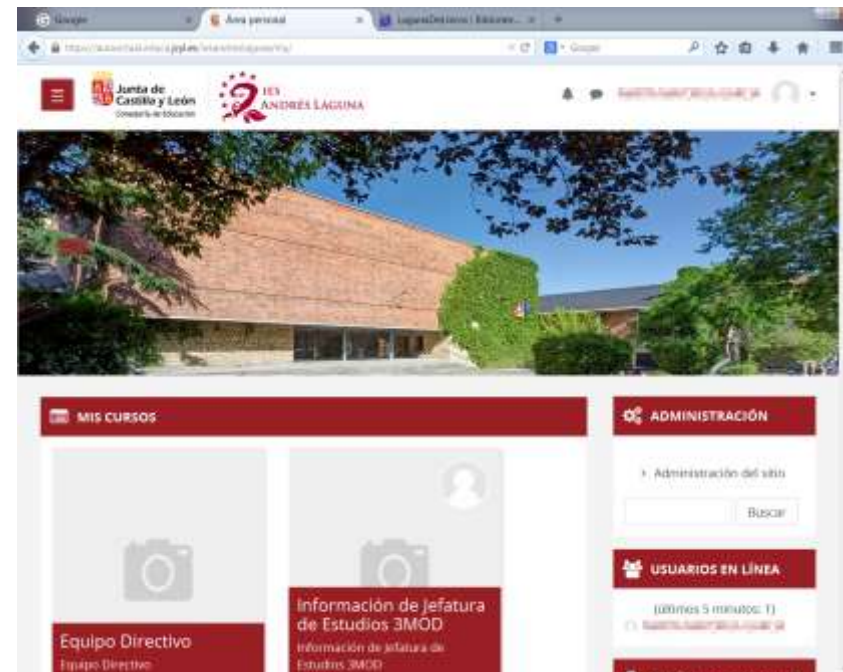 Google
Área personal
Google
Junta de
Castilla y León
Consejería de Educación
IES
ANDRÉS LAGUNA
MIS CURSOS
ADMINISTRACIÓN
Administración del sitio
Buscar
USUARIOS EN LÍNEA
(últimos 5 minutos: 1)
Información de Jefatura
de Estudios 3MOD
Información de Jefatura de
Estudios 3MOD
Equipo Directivo
Equipo Directivo